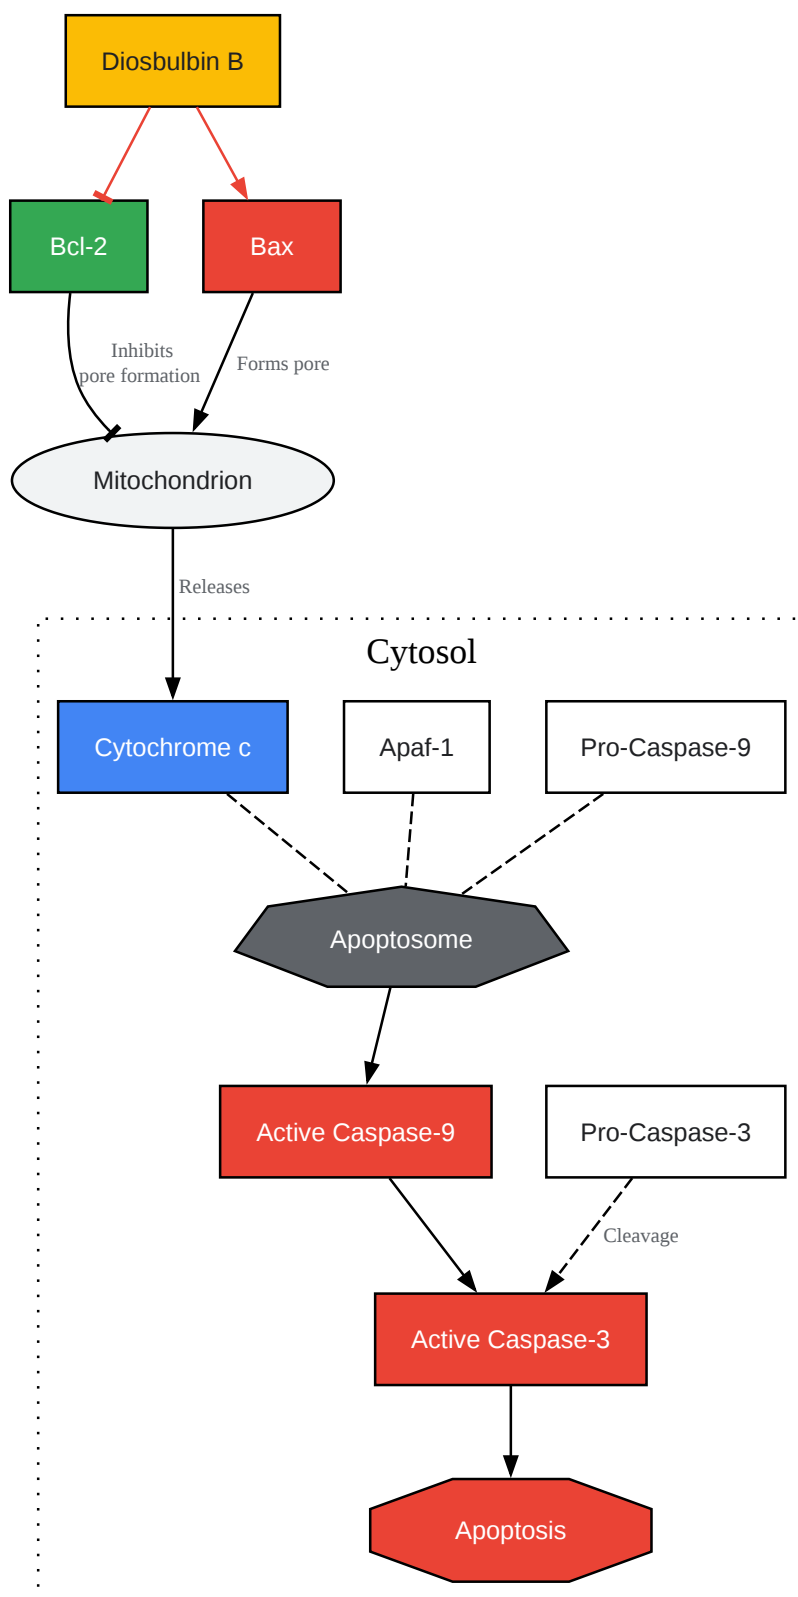 Diosbulbin B
Bcl-2
Bax
Inhibits
pore formation
Forms pore
Mitochondrion
Releases
Cytosol
Cytochrome c
Apaf-1
Pro-Caspase-9
Apoptosome
Active Caspase-9
Pro-Caspase-3
Cleavage
Active Caspase-3
Apoptosis